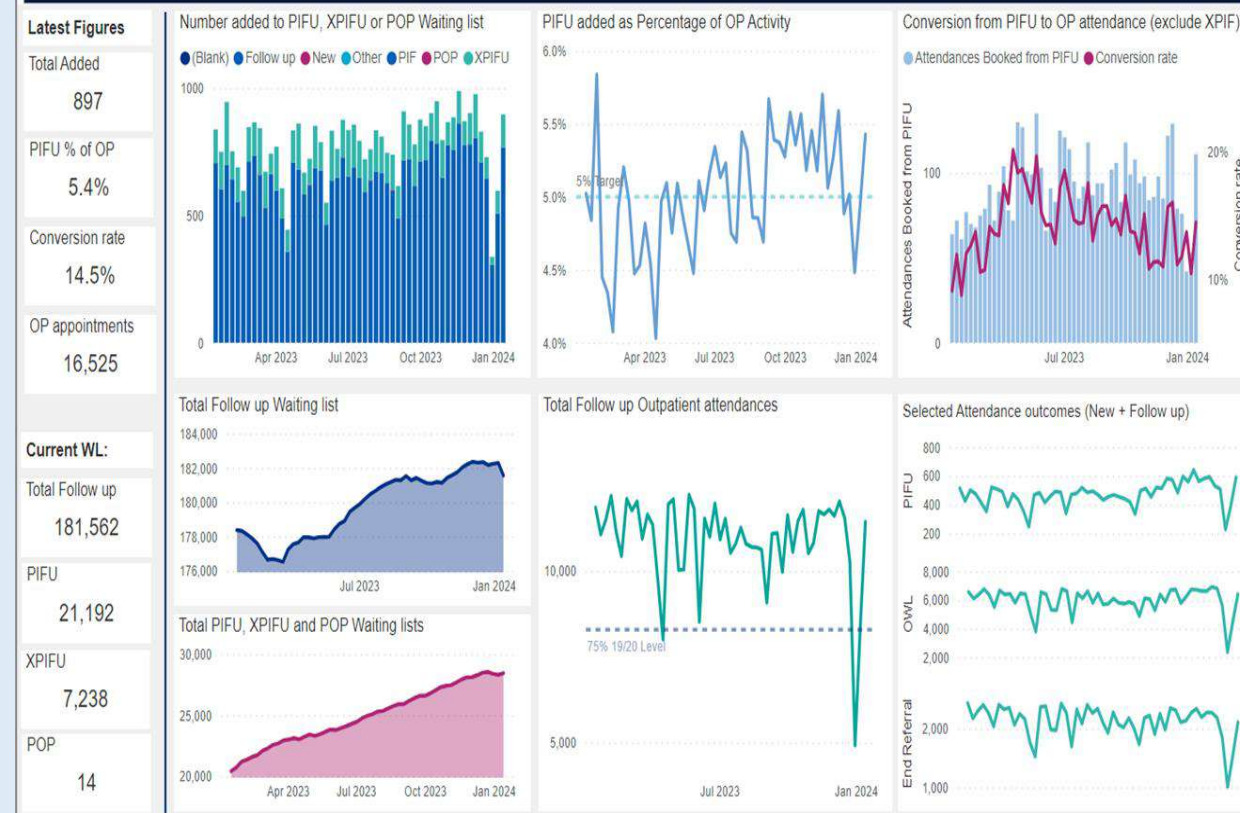 Latest Figures
Total Added
897
PIFU % of OP
5.4%
Conversion rate
14.5%
OP appointments
16,525
Current WL:
Total Follow up
181,562
PIFU
21,192
XPIFU
7,238
POP
14
Number added to PIFU, XPIFU or POP Waiting list
(Blank) Follow up New Other PIF POP XPIFU
1000
500
0
Apr 2023 Jul 2023 Oct 2023 Jan 2024
PIFU added as Percentage of OP Activity
6.0%
5.5%
5% Target
5.0%
4.5%
4.0%
Apr 2023 Jul 2023 Oct 2023 Jan 2024
Conversion from PIFU to OP attendance (exclude XPIF)
Attendances Booked from PIFU Conversion rate
Attendances Booked from PIFU
100
0
20%
10%
Conversion rate
Jul 2023 Jan 2024
Total Follow up Waiting list
184,000
182,000
180,000
178,000
176,000
Jul 2023 Jan 2024
Total PIFU, XPIFU and POP Waiting lists
30,000
25,000
20,000
Apr 2023 Jul 2023 Oct 2023 Jan 2024
Total Follow up Outpatient attendances
10,000
75% 19/20 Level
5,000
Jul 2023 Jan 2024
Selected Attendance outcomes (New + Follow up)
PIFU
800
600
400
200
OWL
8,000
6,000
4,000
2,000
End Referral
2,000
1,000